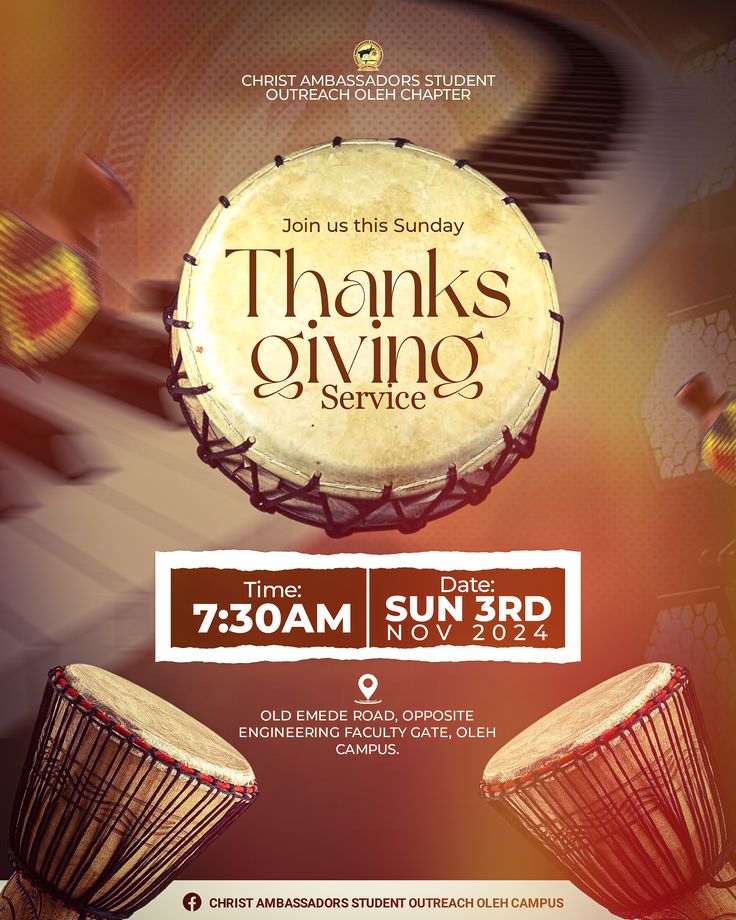 CHRIST AMBASSADORS STUDENT
OUTREACH OLEH CHAPTER
Join us this Sunday
Thanks
giving
Service
Time:
7:30AM
Date:
SUN 3RD
NOV 2024
OLD EMEDE ROAD, OPPOSITE
ENGINEERING FACULTY GATE, OLEH
CAMPUS.
CHRIST AMBASSADORS STUDENT OUTREACH OLEH CAMPUS